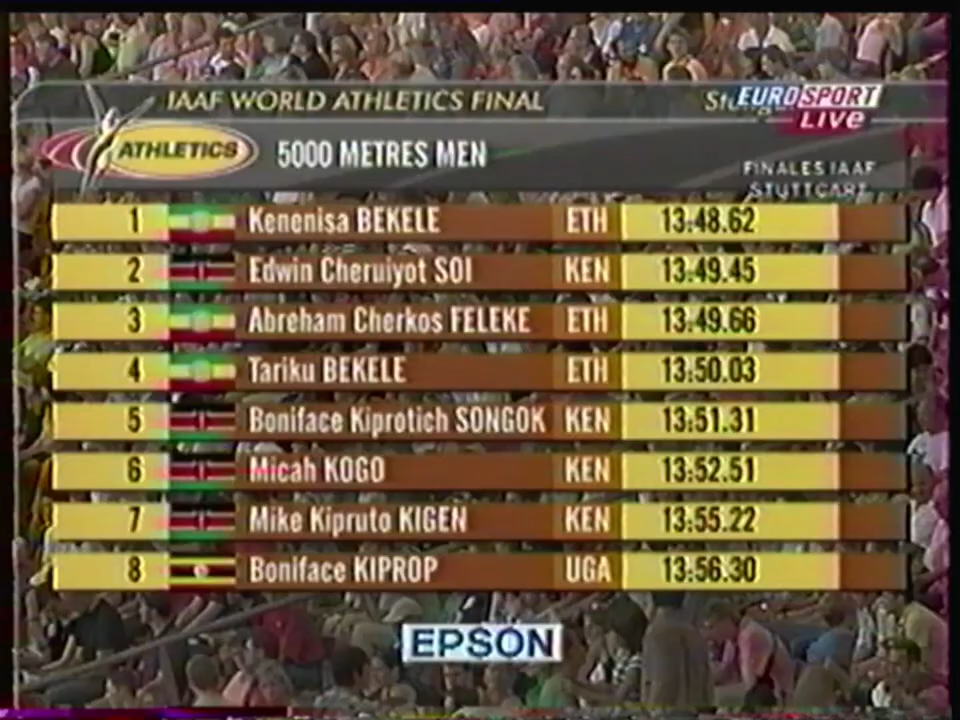 IAAF WORLD ATHLETICS FINAL
EUROSPORT
LIVE
ATHLETICS
5000 METRES MEN
FINALES IAAF
STUTTGART
1 Kenenisa BEKELE ETH 13:48.62
2 Edwin Cheruiyot SOI KEN 13:49.45
3 Abreham Cherkos FELEKE ETH 13:49.66
4 Tariku BEKELE ETH 13:50.03
5 Boniface Kiprotich SONGOK KEN 13:51.31
6 Micah KOGO KEN 13:52.51
7 Mike Kipruto KIGEN KEN 13:55.22
8 Boniface KIPROP UGA 13:56.30
EPSON